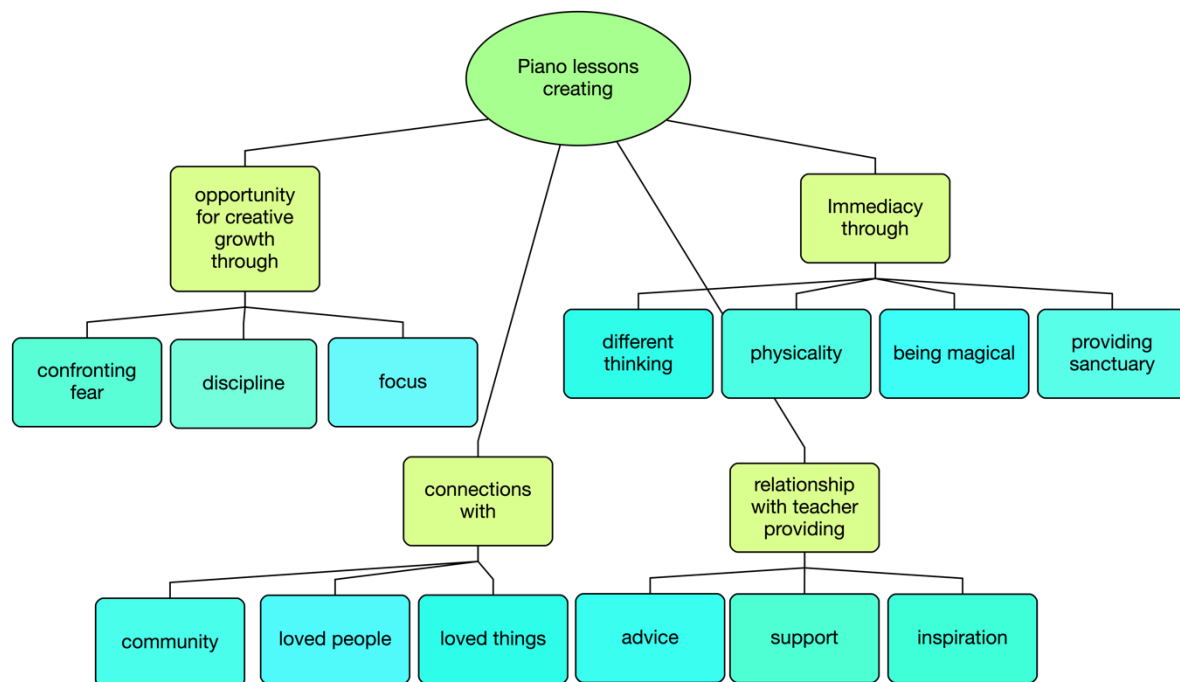 Piano lessons
creating
opportunity
for creative
growth
through
Immediacy
through
confronting
fear
discipline
focus
different
thinking
physicality
being magical
providing
sanctuary
connections
with
relationship
with teacher
providing
community
loved people
loved things
advice
support
inspiration